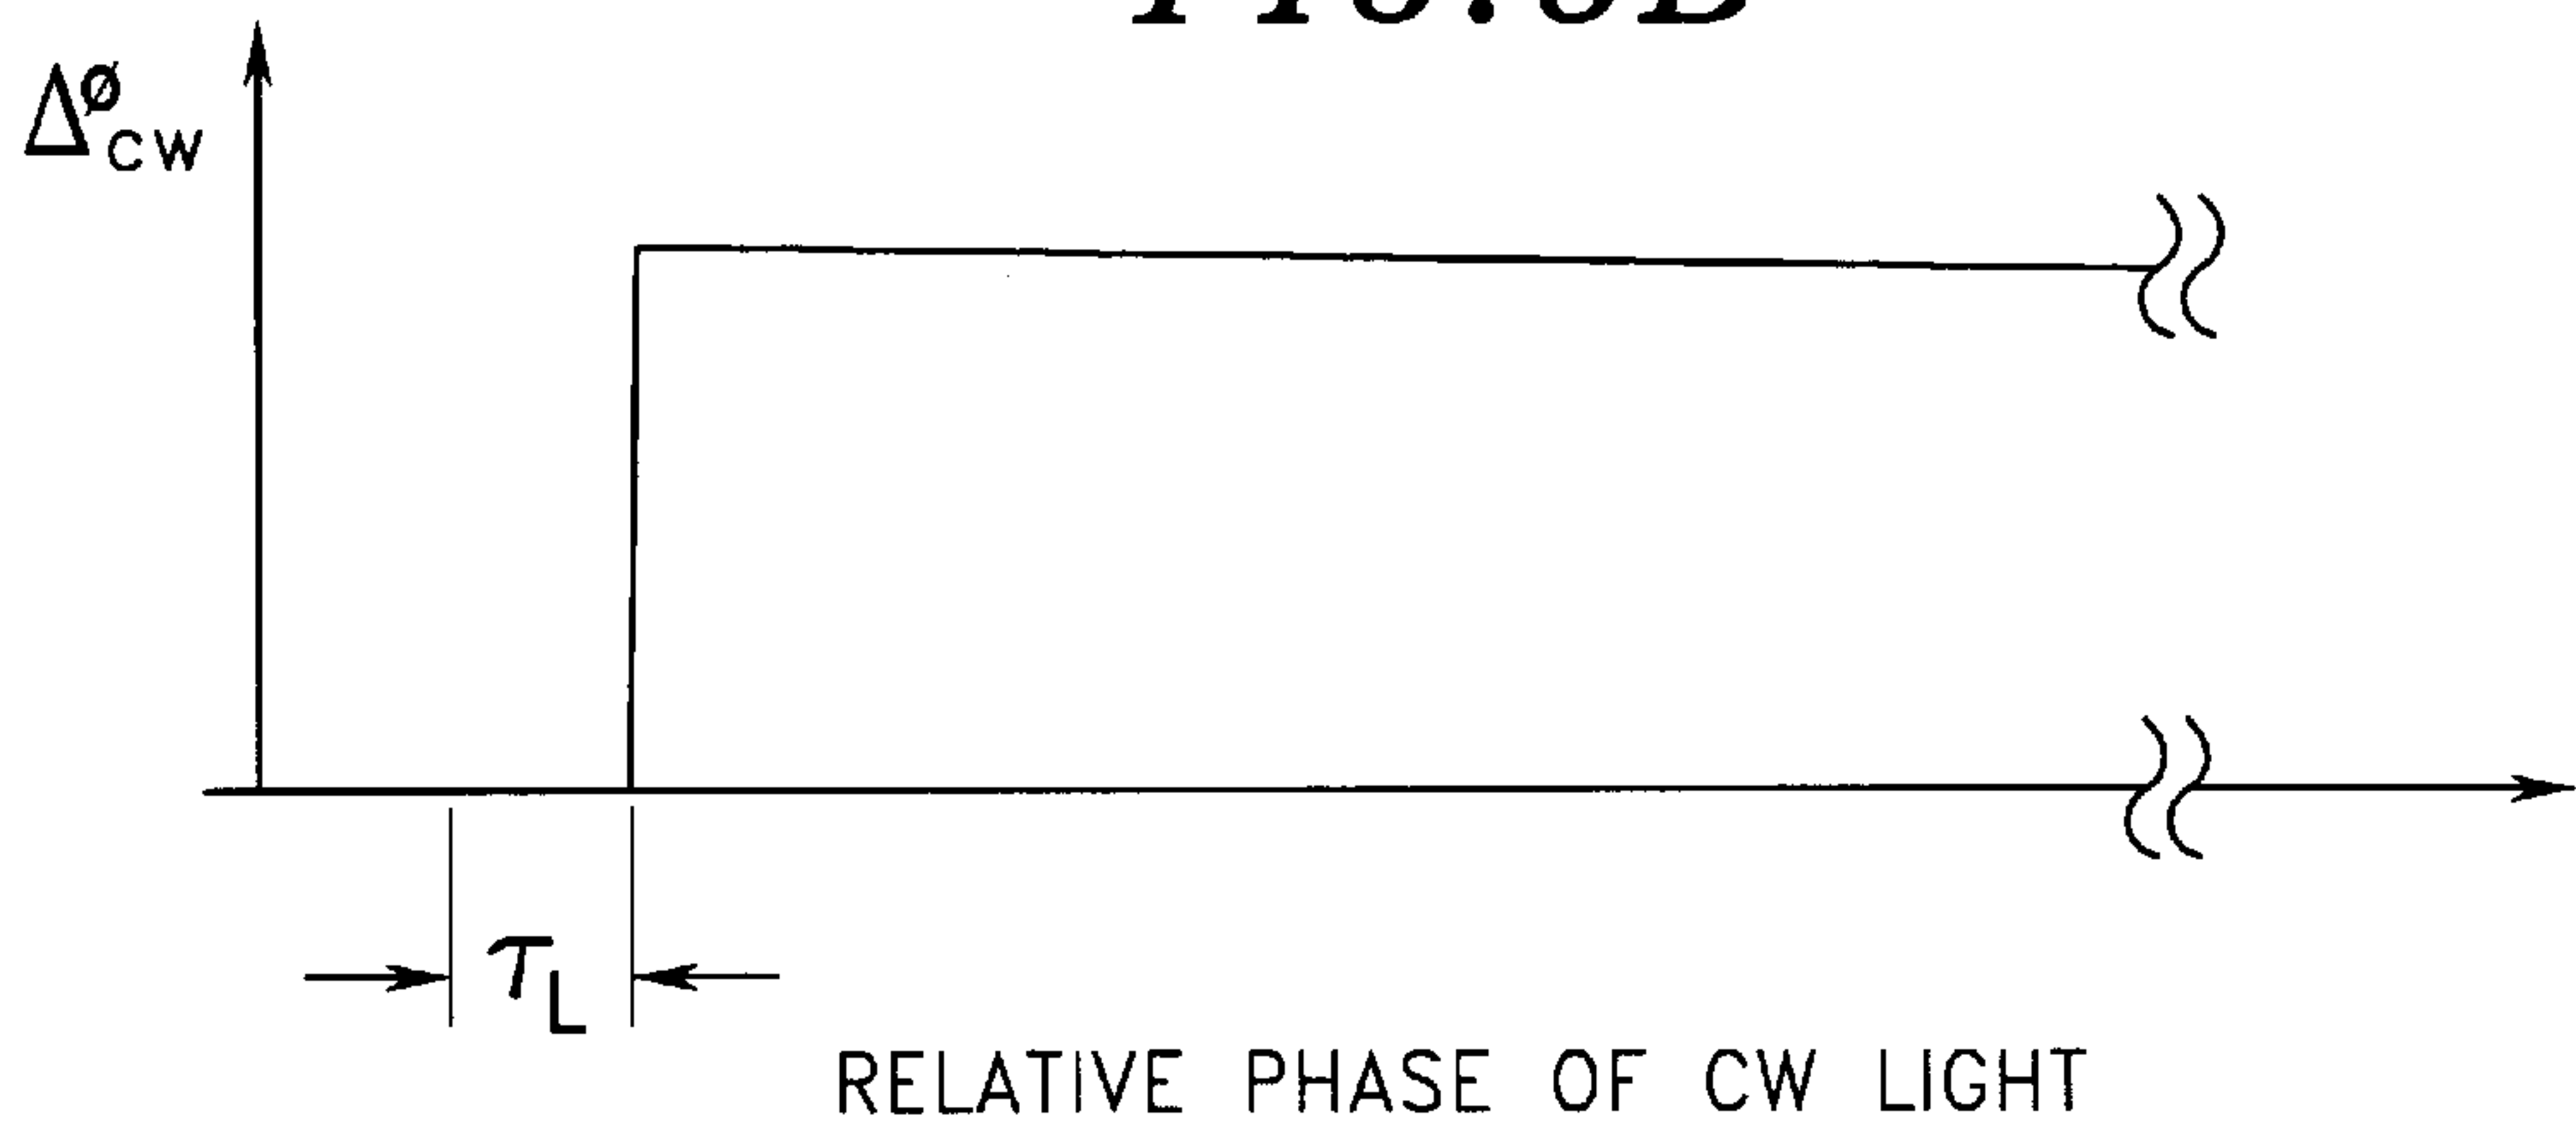 Δ^ø_CW
τ_L
RELATIVE PHASE OF CW LIGHT